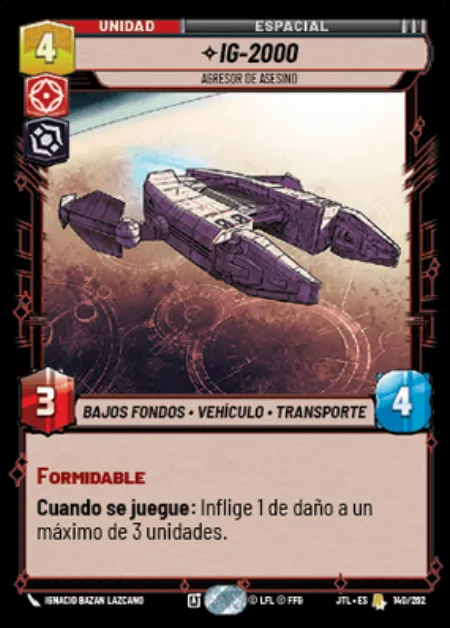 UNIDAD
ESPACIAL
4
IG-2000
AGRESOR DE ASESINO
3
BAJOS FONDOS • VEHÍCULO • TRANSPORTE
4
FORMIDABLE
Cuando se juegue: Inflige 1 de daño a un
máximo de 3 unidades.
IGNACIO BAZAN LAZCANO
© LFL © FFG
JTL • ES
140/262